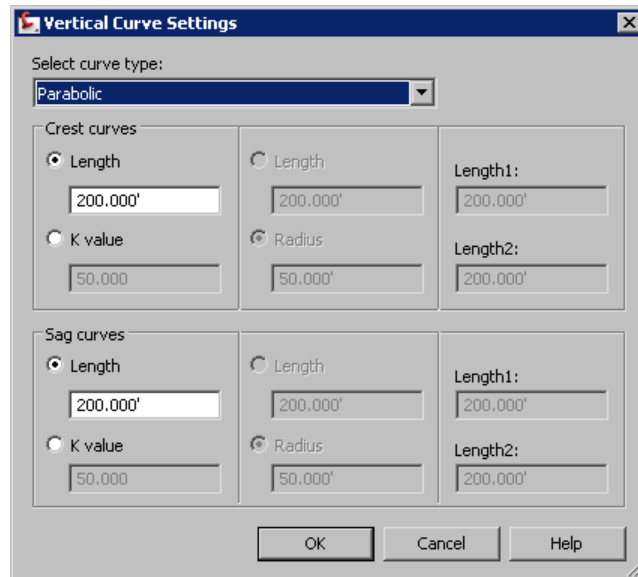 Vertical Curve Settings
Select curve type:
Parabolic
Crest curves
Length
200.000'
K value
50.000
Length
200.000'
Radius
50.000'
Length1:
200.000'
Length2:
200.000'
Sag curves
Length
200.000'
K value
50.000
Length
200.000'
Radius
50.000'
Length1:
200.000'
Length2:
200.000'
OK
Cancel
Help